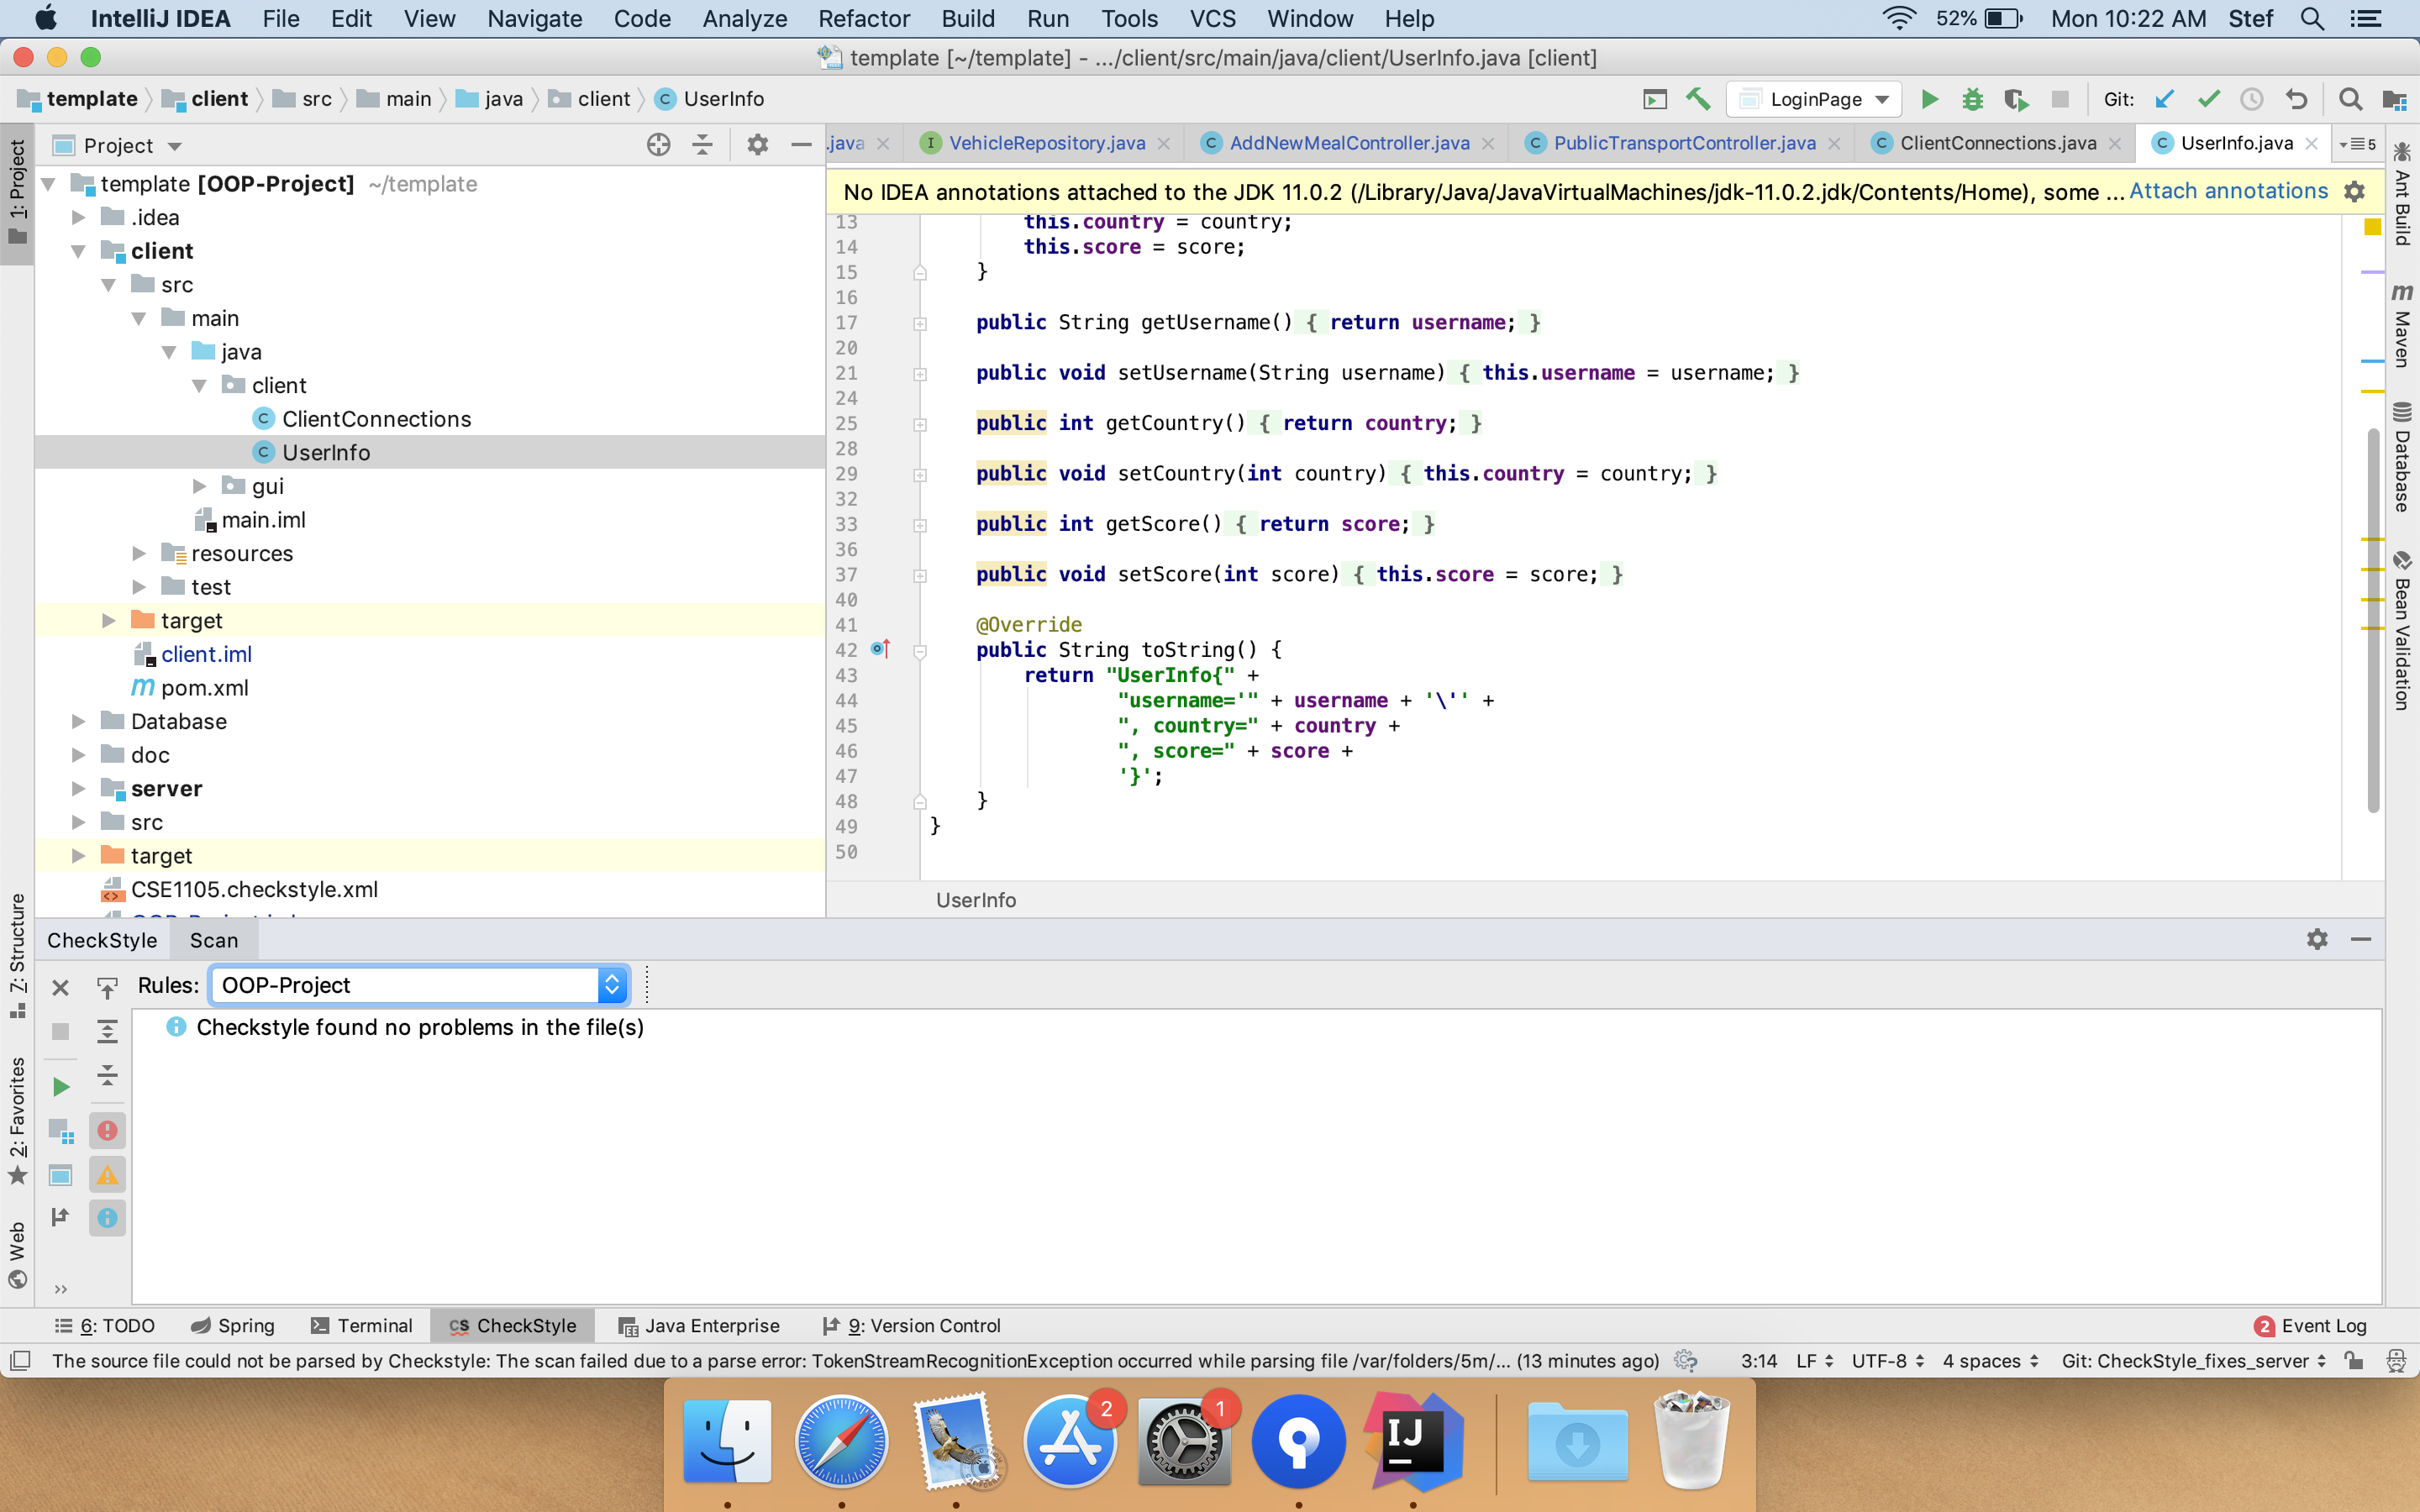 IntelliJ IDEA File Edit View Navigate Code Analyze Refactor Build Run Tools VCS Window Help 52% Mon 10:22 AM Stef
template [~/template] - .../client/src/main/java/client/UserInfo.java [client]
template client src main java client UserInfo LoginPage Git:
1: Project
Project
.java VehicleRepository.java AddNewMealController.java PublicTransportController.java ClientConnections.java UserInfo.java 5
No IDEA annotations attached to the JDK 11.0.2 (/Library/Java/JavaVirtualMachines/jdk-11.0.2.jdk/Contents/Home), some ... Attach annotations
template [OOP-Project] ~/template
.idea
client
src
main
java
client
ClientConnections
UserInfo
gui
main.iml
resources
test
target
client.iml
pom.xml
Database
doc
server
src
target
CSE1105.checkstyle.xml
13 this.country = country;
14 this.score = score;
15 }
16
17 public String getUsername() { return username; }
20
21 public void setUsername(String username) { this.username = username; }
24
25 public int getCountry() { return country; }
28
29 public void setCountry(int country) { this.country = country; }
32
33 public int getScore() { return score; }
36
37 public void setScore(int score) { this.score = score; }
40
41 @Override
42 public String toString() {
43 return "UserInfo{" +
44 "username='" + username + '\'' +
45 ", country=" + country +
46 ", score=" + score +
47 '}';
48 }
49 }
50
UserInfo
Ant Build
Maven
Database
Bean Validation
7: Structure
2: Favorites
Web
CheckStyle Scan
Rules: OOP-Project
Checkstyle found no problems in the file(s)
6: TODO Spring Terminal CheckStyle Java Enterprise 9: Version Control 2 Event Log
The source file could not be parsed by Checkstyle: The scan failed due to a parse error: TokenStreamRecognitionException occurred while parsing file /var/folders/5m/... (13 minutes ago) 3:14 LF UTF-8 4 spaces Git: CheckStyle_fixes_server
2 1
IJ